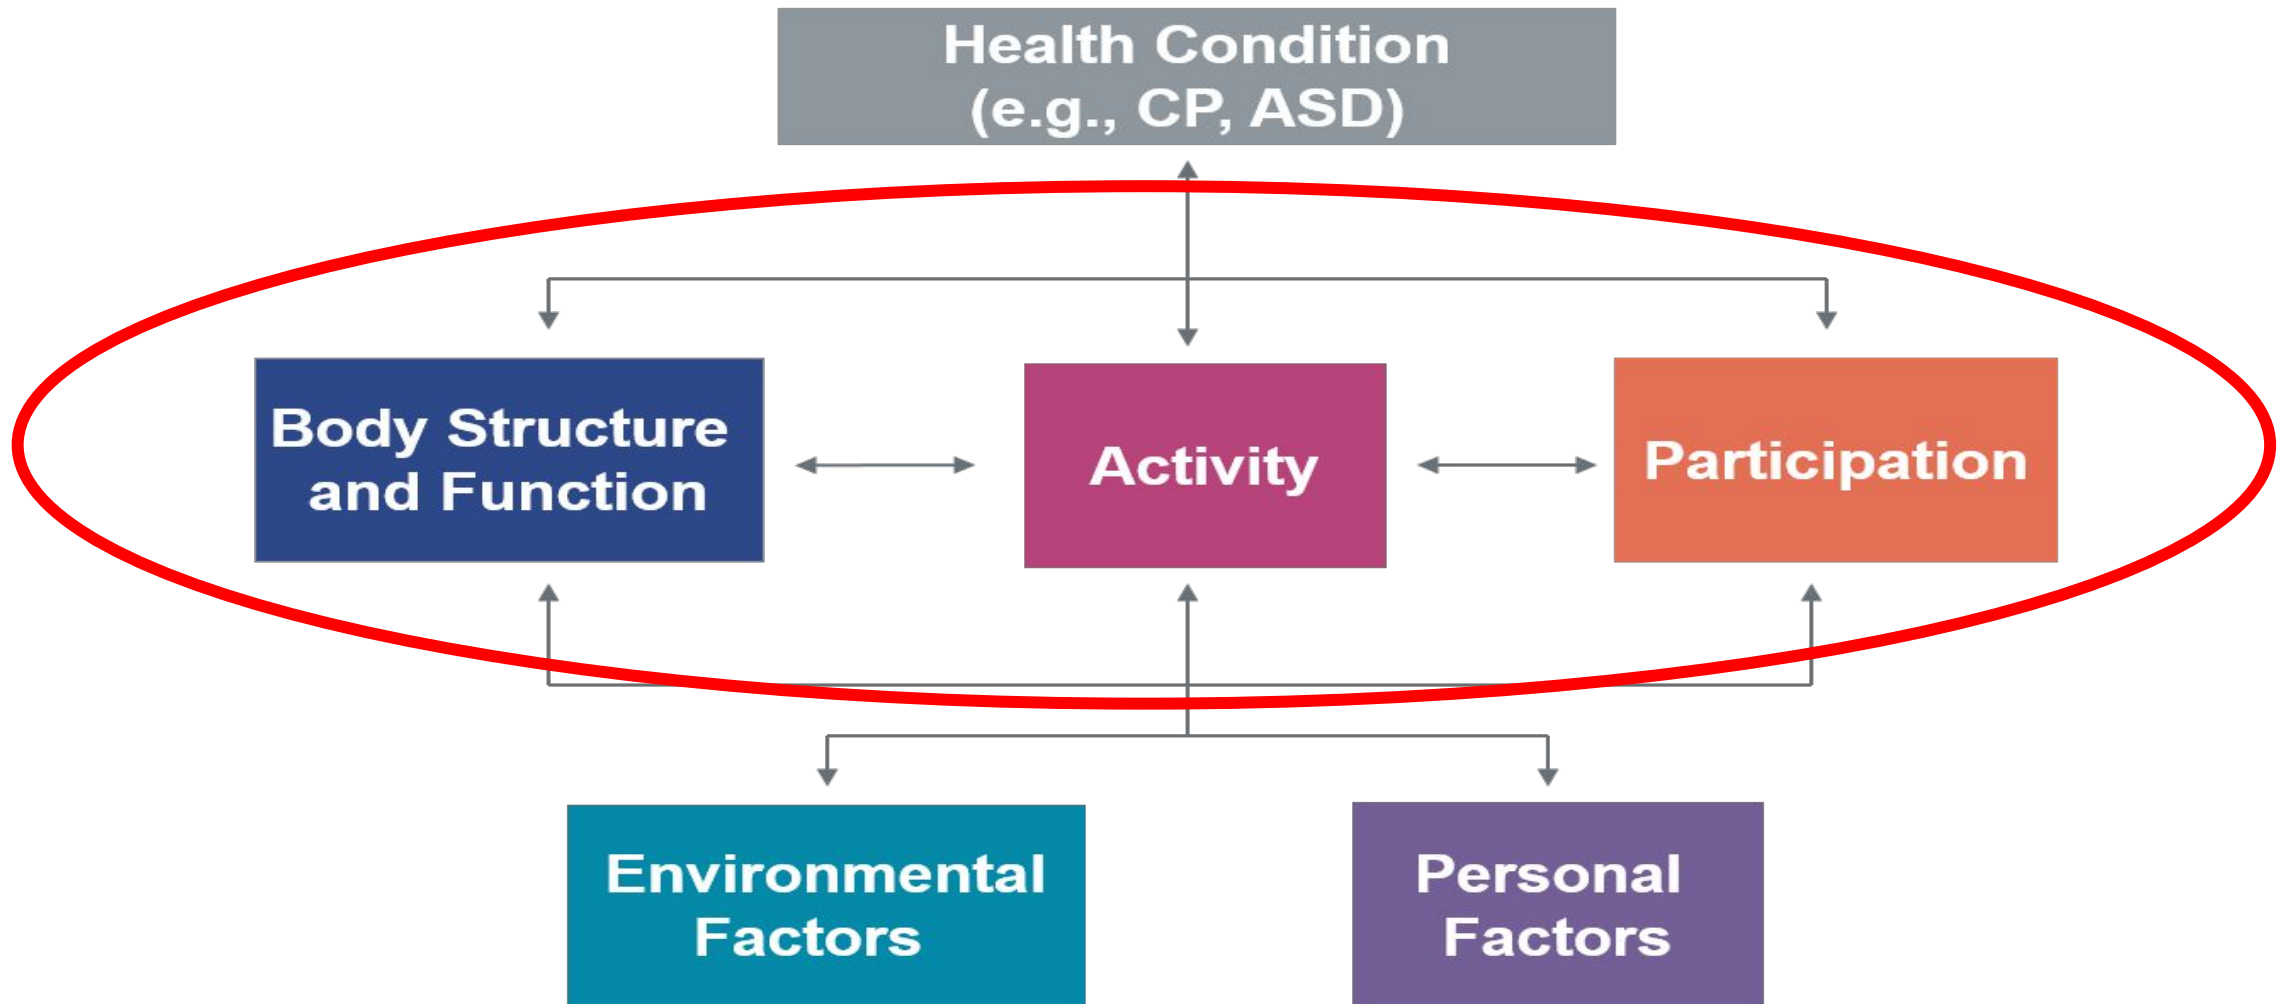 Health Condition
(e.g., CP, ASD)
Body Structure
and Function
Activity
Participation
Environmental
Factors
Personal
Factors